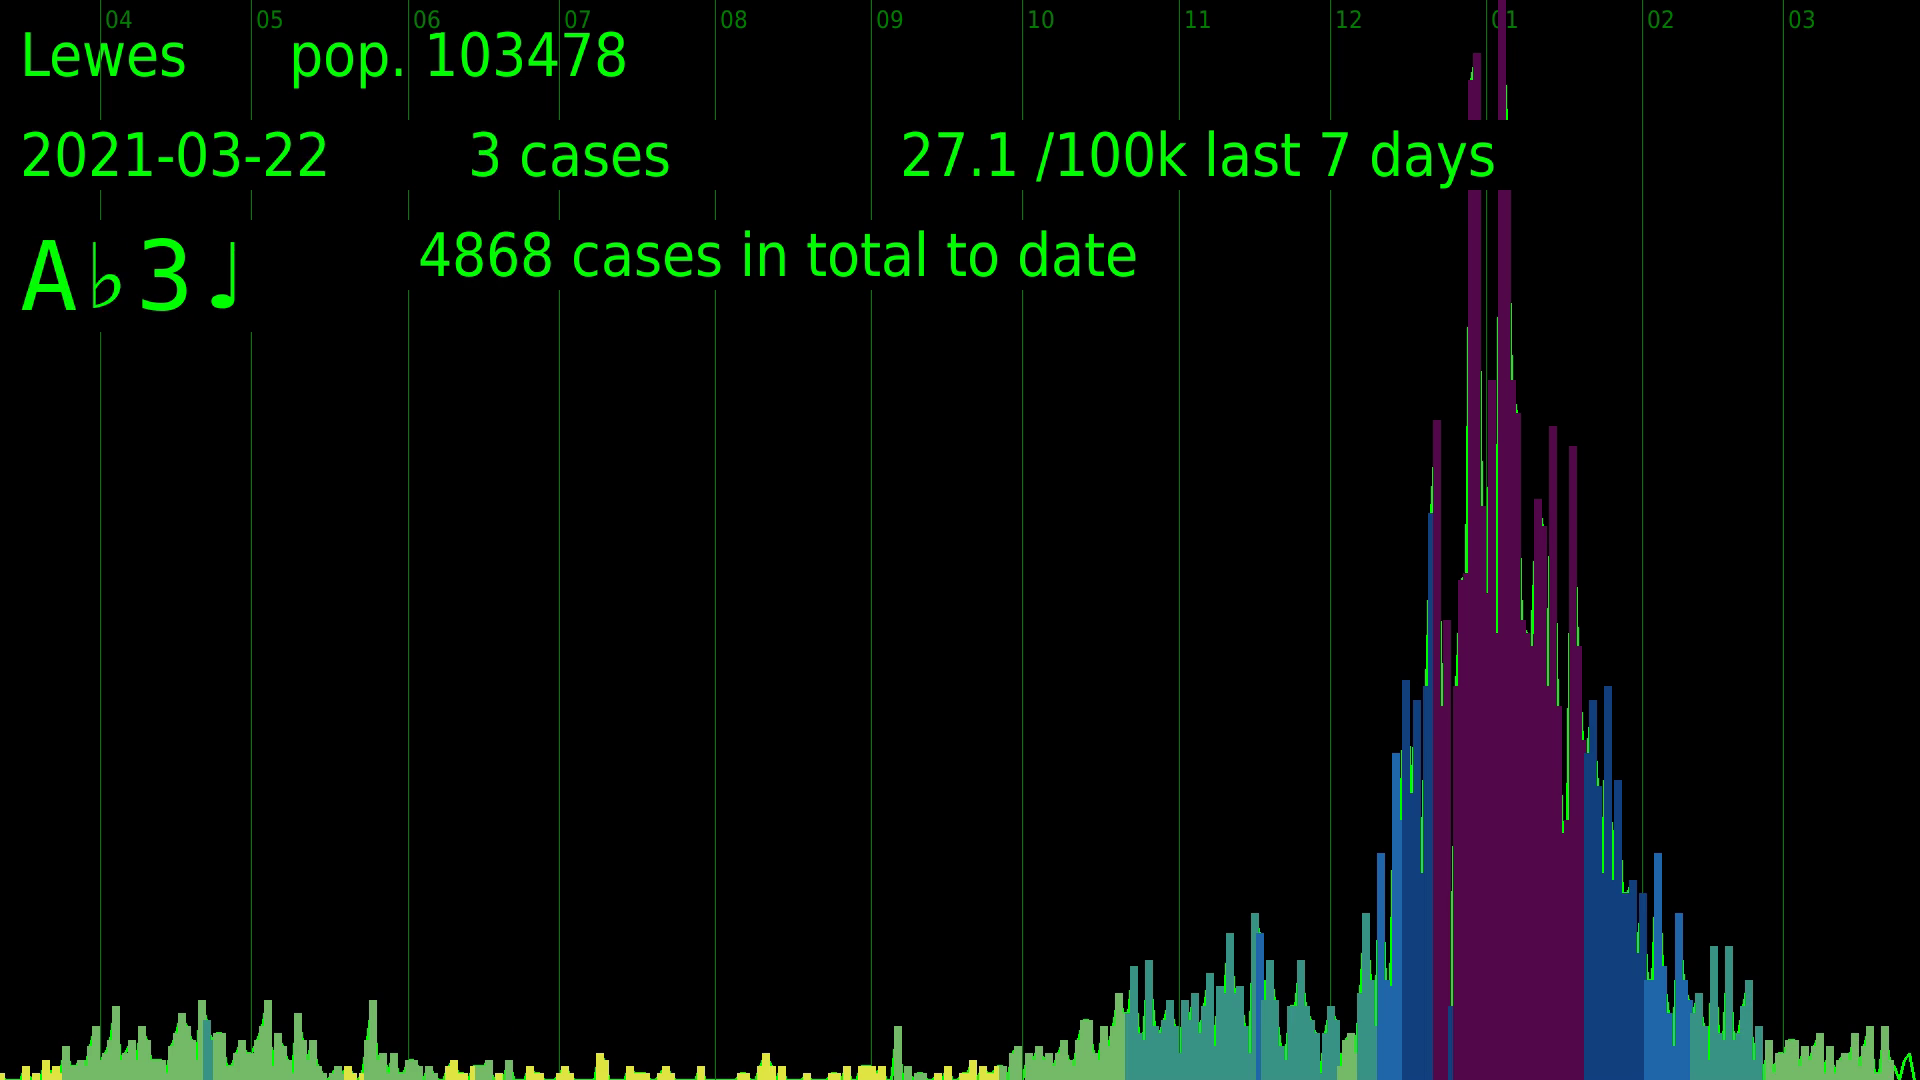 04 05 06 07 08 09 10 11 12 01 02 03
Lewes pop. 103478
2021-03-22 3 cases 27.1 /100k last 7 days
A♭3♩ 4868 cases in total to date